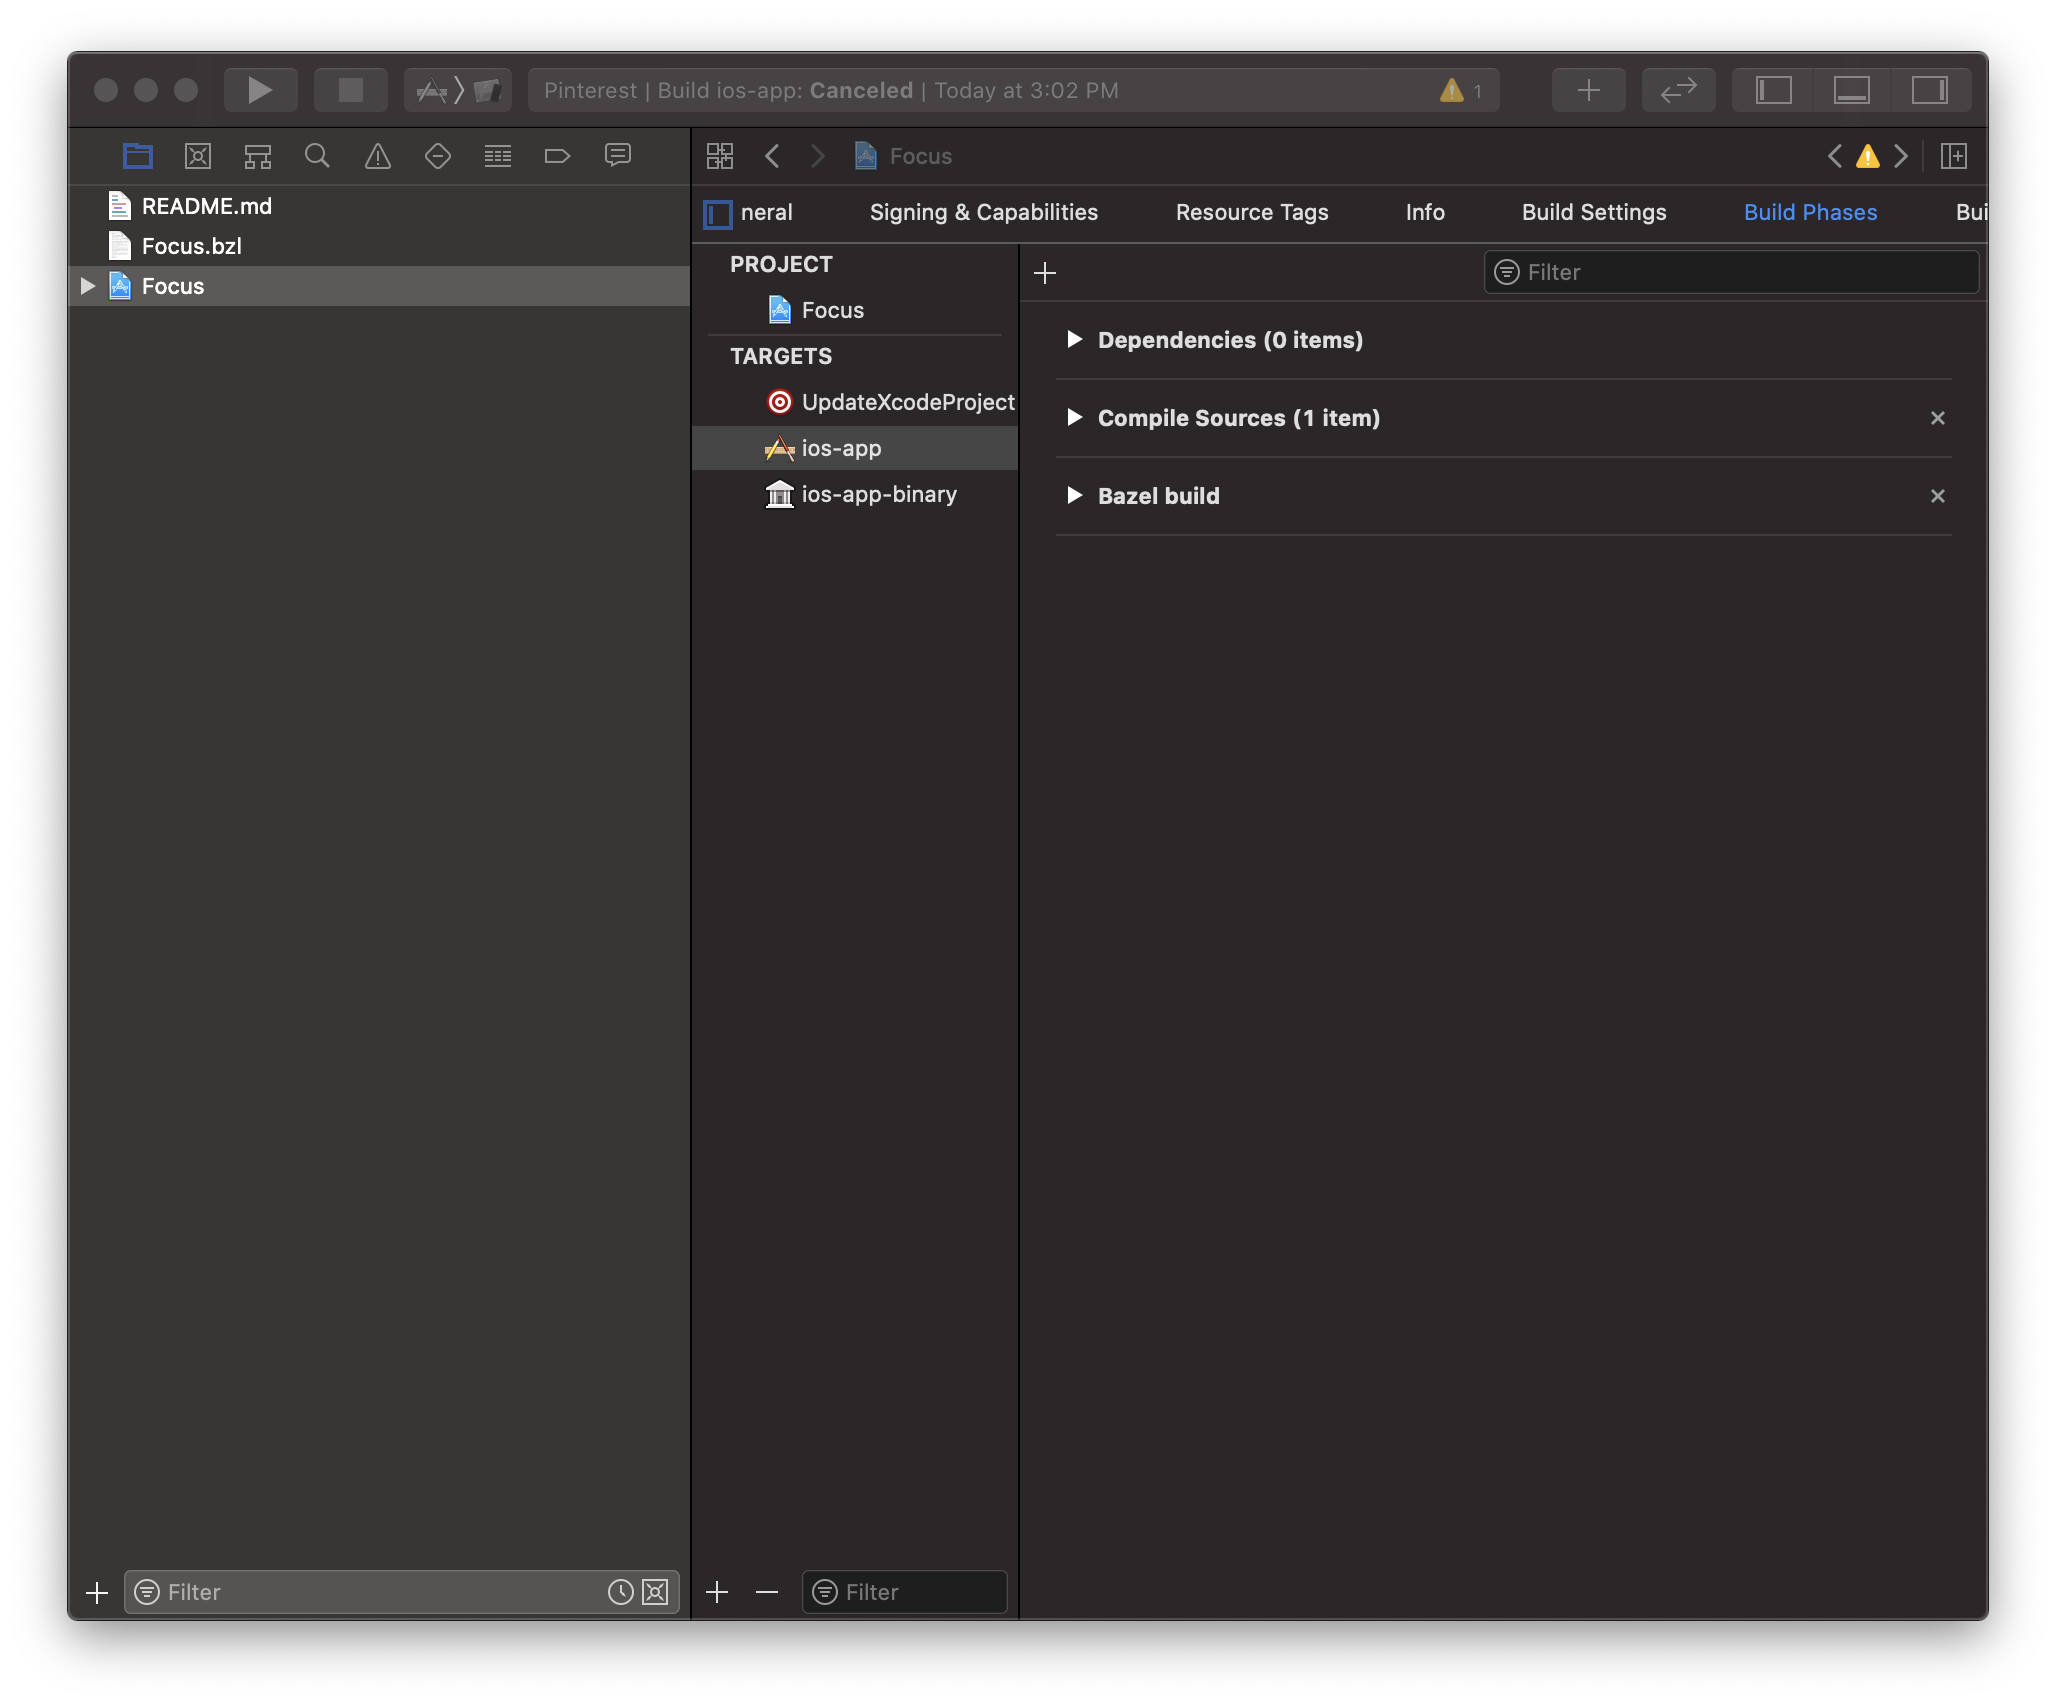 Pinterest | Build ios-app: Canceled | Today at 3:02 PM
1
README.md
Focus.bzl
Focus
Filter
Focus
neral
Signing & Capabilities
Resource Tags
Info
Build Settings
Build Phases
Bui
PROJECT
Focus
TARGETS
UpdateXcodeProject
ios-app
ios-app-binary
Filter
Filter
Dependencies (0 items)
Compile Sources (1 item)
Bazel build